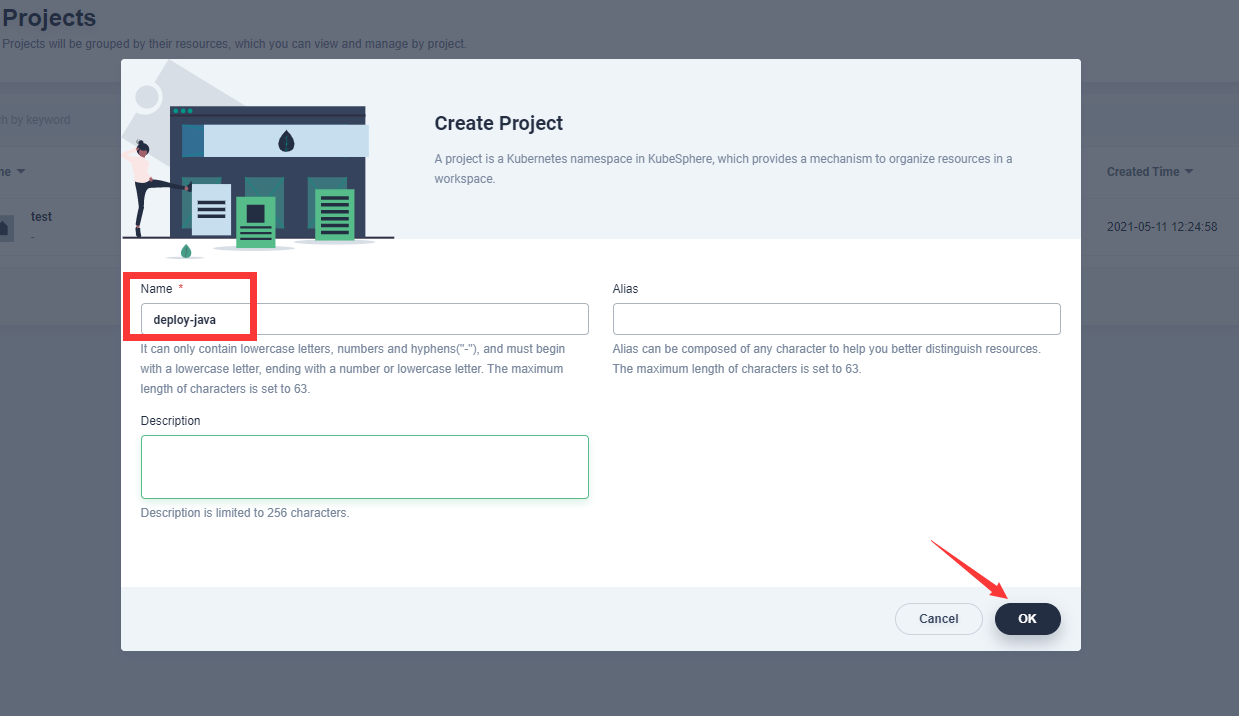 Projects
Projects will be grouped by their resources, which you can view and manage by project.
h by keyword
Create Project
A project is a Kubernetes namespace in KubeSphere, which provides a mechanism to organize resources in a
workspace.
me
Created Time
test
-
2021-05-11 12:24:58
Name *
Alias
deploy-java
It can only contain lowercase letters, numbers and hyphens("-"), and must begin
with a lowercase letter, ending with a number or lowercase letter. The maximum
length of characters is set to 63.
Alias can be composed of any character to help you better distinguish resources.
The maximum length of characters is set to 63.
Description
Description is limited to 256 characters.
Cancel
OK